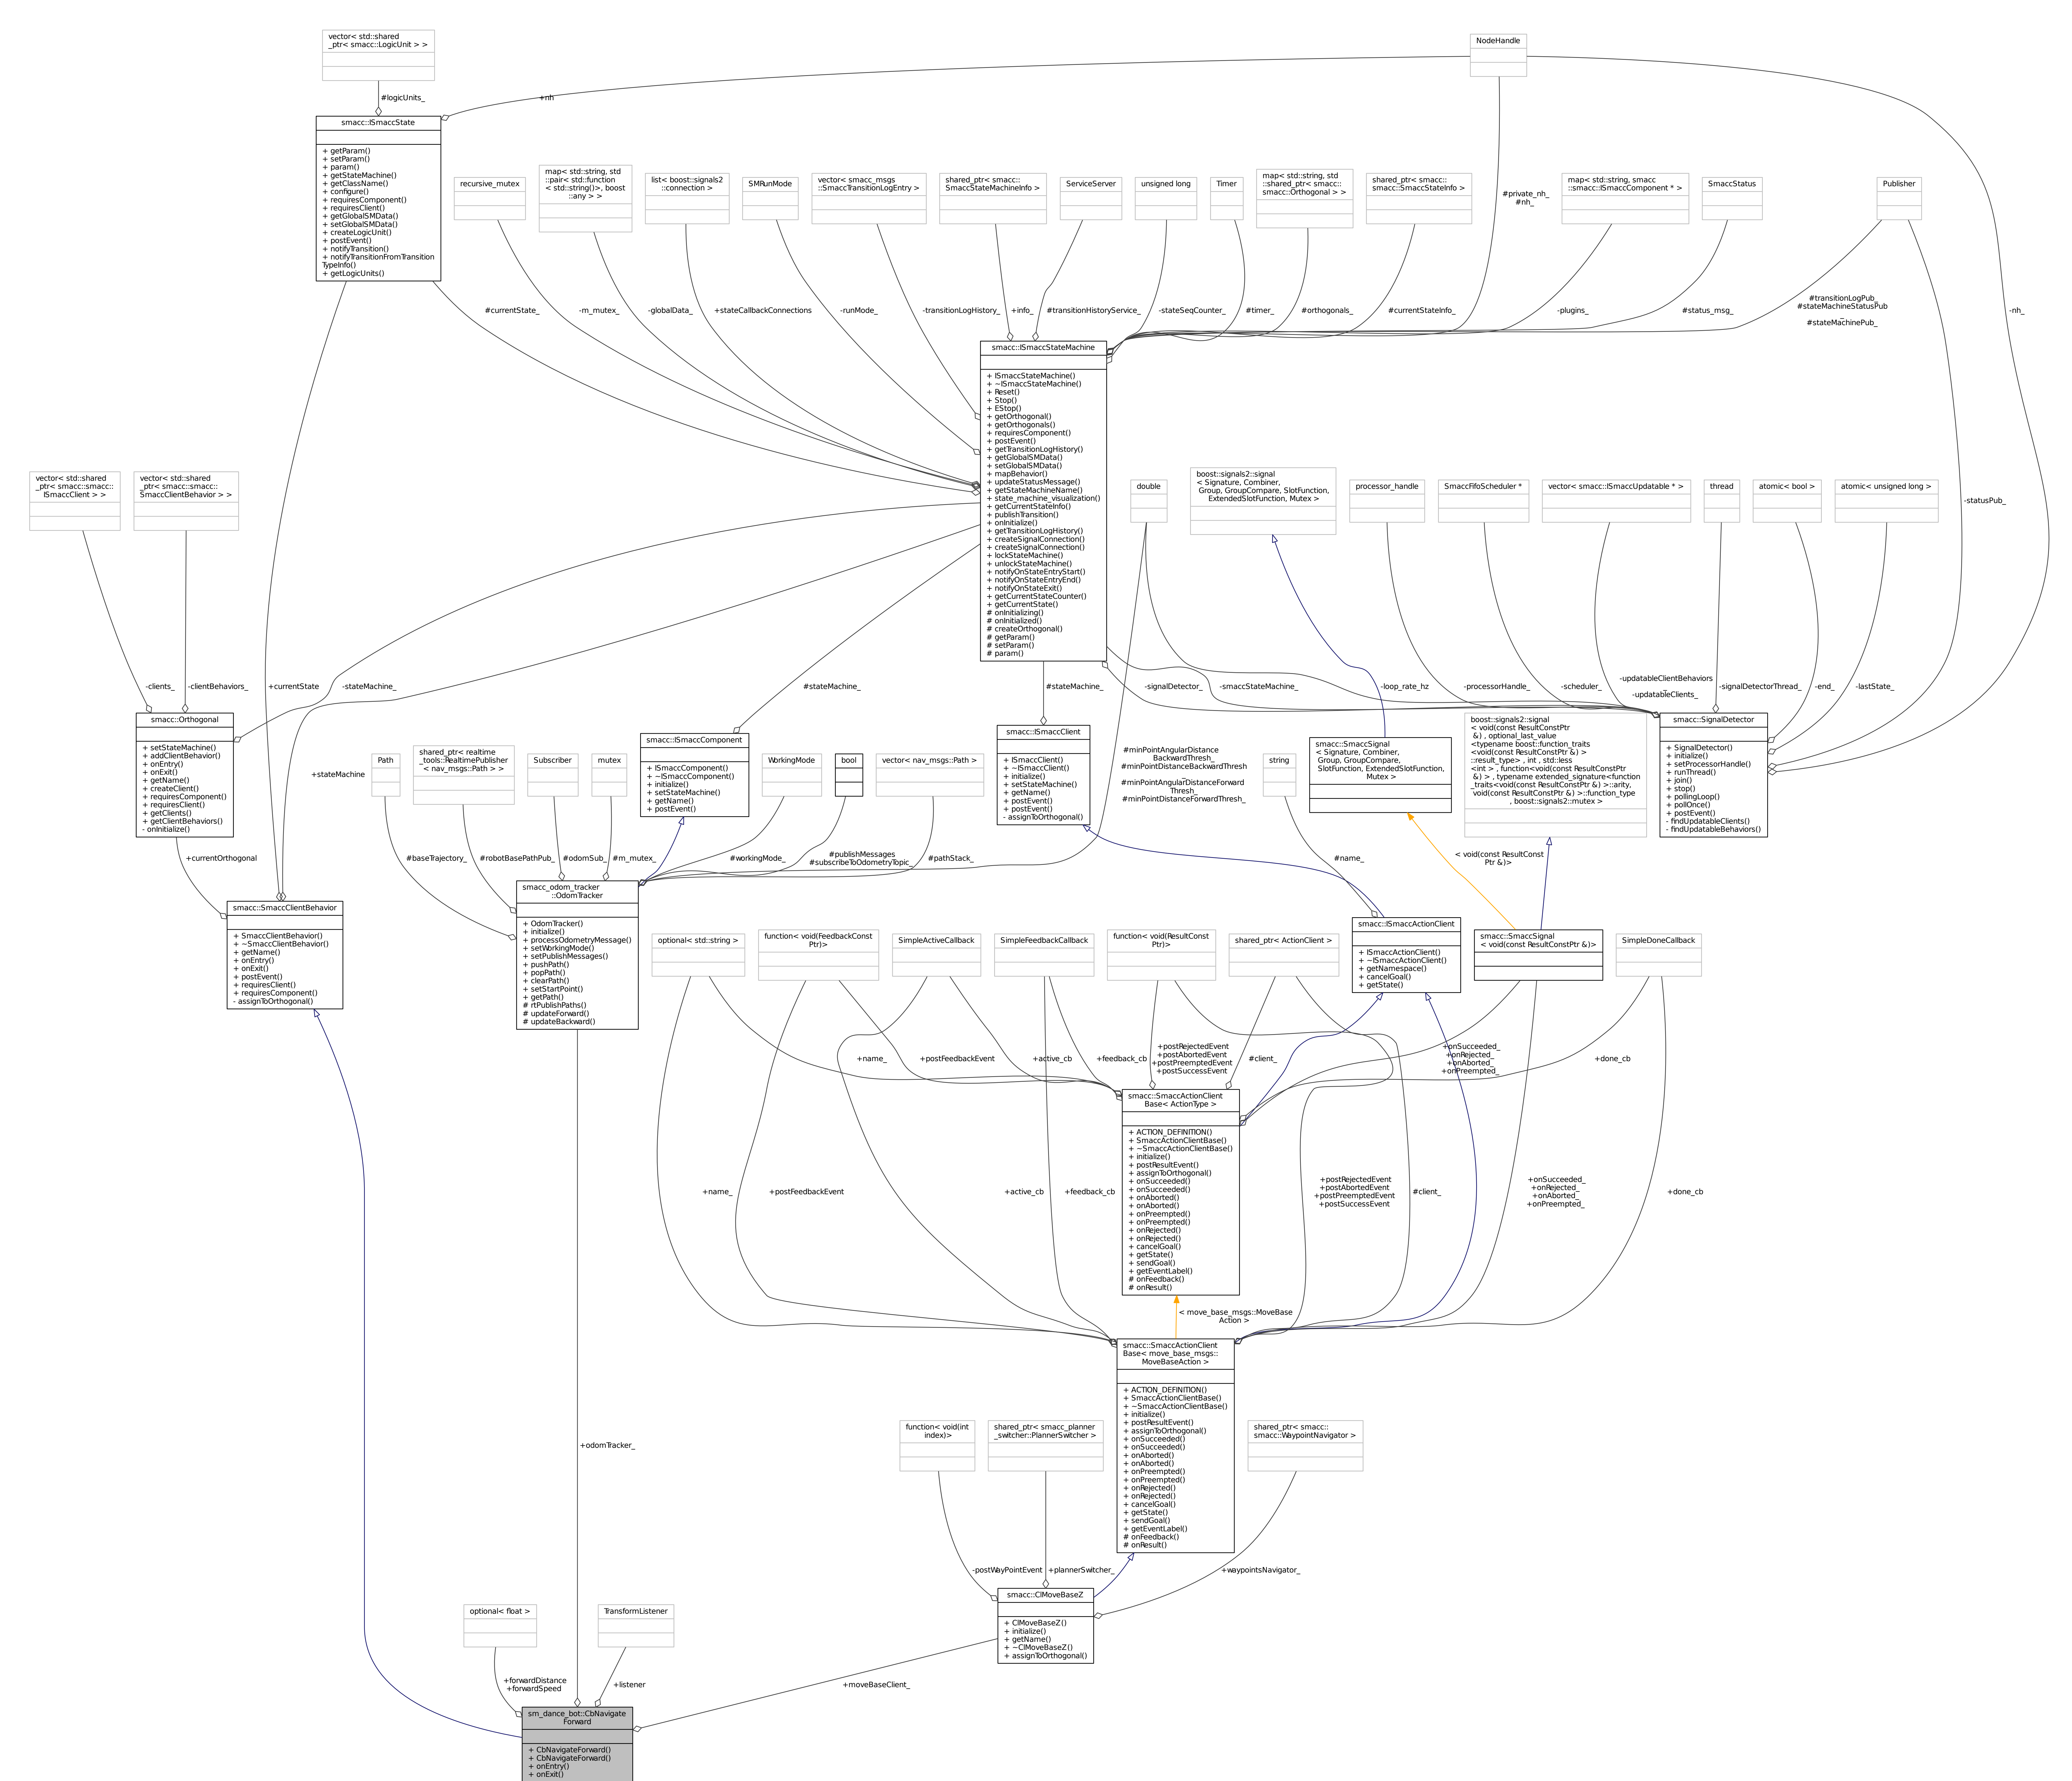 vector< std::shared
_ptr< smacc::LogicUnit > >
NodeHandle
#logicUnits_
+nh
smacc::ISmaccState
+ getParam()
+ setParam()
+ param()
+ getStateMachine()
+ getClassName()
+ configure()
+ requiresComponent()
+ requiresClient()
+ getGlobalSMData()
+ setGlobalSMData()
+ createLogicUnit()
+ postEvent()
+ notifyTransition()
+ notifyTransitionFromTransition
TypeInfo()
+ getLogicUnits()
recursive_mutex
map< std::string, std
::pair< std::function
< std::string()>, boost
::any > >
list< boost::signals2
::connection >
SMRunMode
vector< smacc_msgs
::SmaccTransitionLogEntry >
shared_ptr< smacc::
SmaccStateMachineInfo >
ServiceServer
unsigned long
Timer
map< std::string, std
::shared_ptr< smacc::
smacc::Orthogonal > >
shared_ptr< smacc::
smacc::SmaccStateInfo >
#private_nh_
#nh_
map< std::string, smacc
::smacc::ISmaccComponent * >
SmaccStatus
Publisher
#currentState_
-m_mutex_
-globalData_
+stateCallbackConnections
-runMode_
-transitionLogHistory_
+info_
#transitionHistoryService_
-stateSeqCounter_
#timer_
#orthogonals_
#currentStateInfo_
-plugins_
#status_msg_
#transitionLogPub_
#stateMachineStatusPub
_
#stateMachinePub_
-nh_
smacc::ISmaccStateMachine
+ ISmaccStateMachine()
+ ~ISmaccStateMachine()
+ Reset()
+ Stop()
+ EStop()
+ getOrthogonal()
+ getOrthogonals()
+ requiresComponent()
+ postEvent()
+ getTransitionLogHistory()
+ getGlobalSMData()
+ setGlobalSMData()
+ mapBehavior()
+ updateStatusMessage()
+ getStateMachineName()
+ state_machine_visualization()
+ getCurrentStateInfo()
+ publishTransition()
+ onInitialize()
+ getTransitionLogHistory()
+ createSignalConnection()
+ createSignalConnection()
+ lockStateMachine()
+ unlockStateMachine()
+ notifyOnStateEntryStart()
+ notifyOnStateEntryEnd()
+ notifyOnStateExit()
+ getCurrentStateCounter()
+ getCurrentState()
# onInitializing()
# onInitialized()
# createOrthogonal()
# getParam()
# setParam()
# param()
vector< std::shared
_ptr< smacc::smacc::
ISmaccClient > >
vector< std::shared
_ptr< smacc::smacc::
SmaccClientBehavior > >
double
boost::signals2::signal
< Signature, Combiner,
Group, GroupCompare, SlotFunction,
ExtendedSlotFunction, Mutex >
processor_handle
SmaccFifoScheduler *
vector< smacc::ISmaccUpdatable * >
thread
atomic< bool >
atomic< unsigned long >
-statusPub_
-clients_
-clientBehaviors_
+currentState
-stateMachine_
#stateMachine_
#stateMachine_
-signalDetector_
-smaccStateMachine_
-loop_rate_hz
-processorHandle_
-scheduler_
-updatableClientBehaviors
_
-updatableClients_
-signalDetectorThread_
-end_
-lastState_
smacc::Orthogonal
+ setStateMachine()
+ addClientBehavior()
+ onEntry()
+ onExit()
+ getName()
+ createClient()
+ requiresComponent()
+ requiresClient()
+ getClients()
+ getClientBehaviors()
- onInitialize()
+stateMachine
Path
shared_ptr< realtime
_tools::RealtimePublisher
< nav_msgs::Path > >
Subscriber
mutex
smacc::ISmaccComponent
+ ISmaccComponent()
+ ~ISmaccComponent()
+ initialize()
+ setStateMachine()
+ getName()
+ postEvent()
WorkingMode
bool
vector< nav_msgs::Path >
smacc::ISmaccClient
+ ISmaccClient()
+ ~ISmaccClient()
+ initialize()
+ setStateMachine()
+ getName()
+ postEvent()
+ postEvent()
- assignToOrthogonal()
#minPointAngularDistance
BackwardThresh_
#minPointDistanceBackwardThresh
_
#minPointAngularDistanceForward
Thresh_
#minPointDistanceForwardThresh_
string
smacc::SmaccSignal
< Signature, Combiner,
Group, GroupCompare,
SlotFunction, ExtendedSlotFunction,
Mutex >
boost::signals2::signal
< void(const ResultConstPtr
&) , optional_last_value
<typename boost::function_traits
<void(const ResultConstPtr &) >
::result_type> , int , std::less
<int > , function<void(const ResultConstPtr
&) > , typename extended_signature<function
_traits<void(const ResultConstPtr &) >::arity,
void(const ResultConstPtr &) >::function_type
, boost::signals2::mutex >
smacc::SignalDetector
+ SignalDetector()
+ initialize()
+ setProcessorHandle()
+ runThread()
+ join()
+ stop()
+ pollingLoop()
+ pollOnce()
+ postEvent()
- findUpdatableClients()
- findUpdatableBehaviors()
+currentOrthogonal
#baseTrajectory_
#robotBasePathPub_
#odomSub_
#m_mutex_
#workingMode_
#publishMessages
#subscribeToOdometryTopic_
#pathStack_
#name_
< void(const ResultConst
Ptr &)>
smacc::SmaccClientBehavior
+ SmaccClientBehavior()
+ ~SmaccClientBehavior()
+ getName()
+ onEntry()
+ onExit()
+ postEvent()
+ requiresClient()
+ requiresComponent()
- assignToOrthogonal()
smacc_odom_tracker
::OdomTracker
+ OdomTracker()
+ initialize()
+ processOdometryMessage()
+ setWorkingMode()
+ setPublishMessages()
+ pushPath()
+ popPath()
+ clearPath()
+ setStartPoint()
+ getPath()
# rtPublishPaths()
# updateForward()
# updateBackward()
optional< std::string >
function< void(FeedbackConst
Ptr)>
SimpleActiveCallback
SimpleFeedbackCallback
function< void(ResultConst
Ptr)>
shared_ptr< ActionClient >
smacc::ISmaccActionClient
+ ISmaccActionClient()
+ ~ISmaccActionClient()
+ getNamespace()
+ cancelGoal()
+ getState()
smacc::SmaccSignal
< void(const ResultConstPtr &)>
SimpleDoneCallback
+name_
+postFeedbackEvent
+active_cb
+feedback_cb
+postRejectedEvent
+postAbortedEvent
+postPreemptedEvent
+postSuccessEvent
#client_
+onSucceeded_
+onRejected_
+onAborted_
+onPreempted_
+done_cb
smacc::SmaccActionClient
Base< ActionType >
+ ACTION_DEFINITION()
+ SmaccActionClientBase()
+ ~SmaccActionClientBase()
+ initialize()
+ postResultEvent()
+ assignToOrthogonal()
+ onSucceeded()
+ onSucceeded()
+ onAborted()
+ onAborted()
+ onPreempted()
+ onPreempted()
+ onRejected()
+ onRejected()
+ cancelGoal()
+ getState()
+ sendGoal()
+ getEventLabel()
# onFeedback()
# onResult()
+name_
+postFeedbackEvent
+active_cb
+feedback_cb
+postRejectedEvent
+postAbortedEvent
+postPreemptedEvent
+postSuccessEvent
#client_
+onSucceeded_
+onRejected_
+onAborted_
+onPreempted_
+done_cb
< move_base_msgs::MoveBase
Action >
smacc::SmaccActionClient
Base< move_base_msgs::
MoveBaseAction >
+ ACTION_DEFINITION()
+ SmaccActionClientBase()
+ ~SmaccActionClientBase()
+ initialize()
+ postResultEvent()
+ assignToOrthogonal()
+ onSucceeded()
+ onSucceeded()
+ onAborted()
+ onAborted()
+ onPreempted()
+ onPreempted()
+ onRejected()
+ onRejected()
+ cancelGoal()
+ getState()
+ sendGoal()
+ getEventLabel()
# onFeedback()
# onResult()
+odomTracker_
function< void(int
index)>
shared_ptr< smacc_planner
_switcher::PlannerSwitcher >
shared_ptr< smacc::
smacc::WaypointNavigator >
-postWayPointEvent
+plannerSwitcher_
+waypointsNavigator_
smacc::ClMoveBaseZ
+ ClMoveBaseZ()
+ initialize()
+ getName()
+ ~ClMoveBaseZ()
+ assignToOrthogonal()
optional< float >
TransformListener
+forwardDistance
+forwardSpeed
+listener
+moveBaseClient_
sm_dance_bot::CbNavigate
Forward
+ CbNavigateForward()
+ CbNavigateForward()
+ onEntry()
+ onExit()